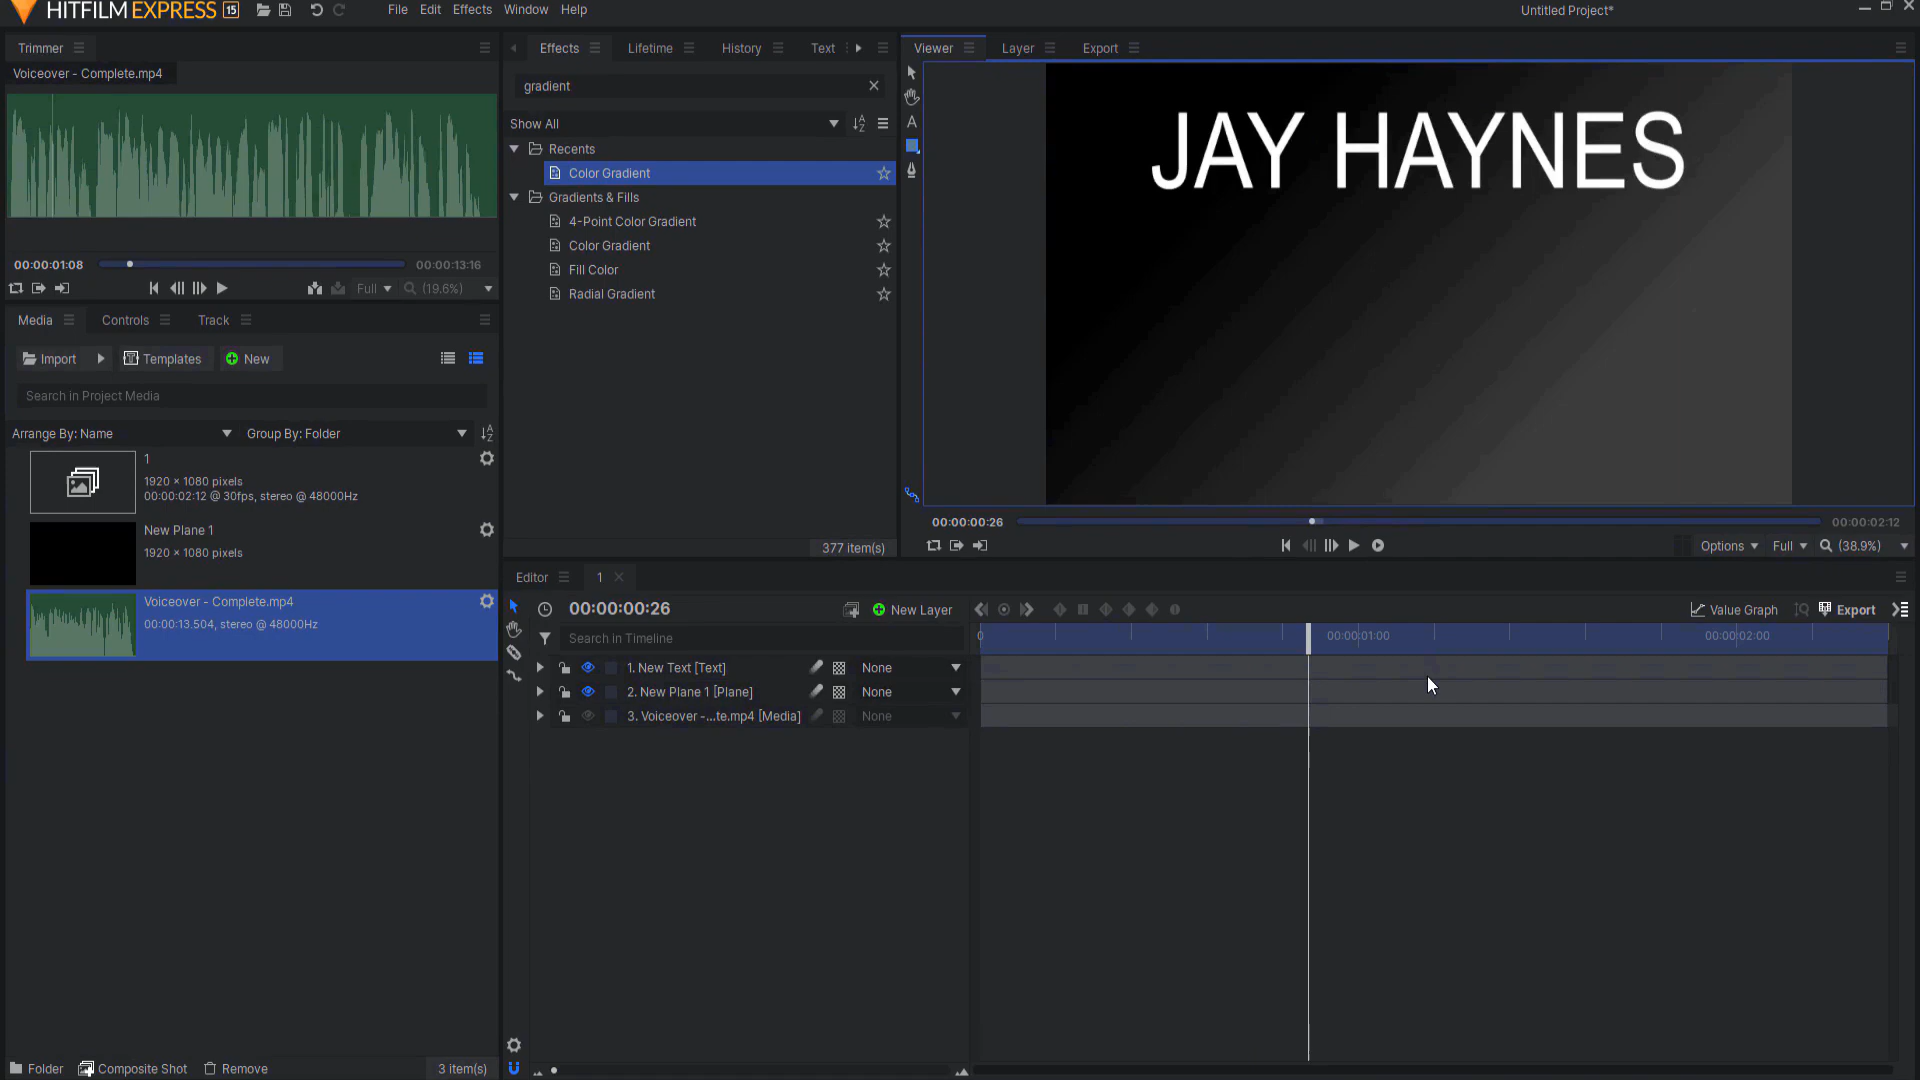 HITFILM EXPRESS 15
File Edit Effects Window Help
Untitled Project*
Trimmer
Voiceover - Complete.mp4
00:00:01:08
00:00:13:16
Full
(19.6%)
Media
Controls
Track
Import
Templates
New
Search in Project Media
Arrange By: Name
Group By: Folder
1
1920 × 1080 pixels
00:00:02:12 @ 30fps, stereo @ 48000Hz
New Plane 1
1920 × 1080 pixels
Voiceover - Complete.mp4
00:00:13.504, stereo @ 48000Hz
Folder
Composite Shot
Remove
3 item(s)
Effects
Lifetime
History
Text
gradient
Show All
Recents
Color Gradient
Gradients & Fills
4-Point Color Gradient
Color Gradient
Fill Color
Radial Gradient
377 item(s)
Viewer
Layer
Export
JAY HAYNES
00:00:00:26
00:00:02:12
Options
Full
(38.9%)
Editor
1
00:00:00:26
New Layer
Value Graph
Export
Search in Timeline
0
00:00:01:00
00:00:02:00
1. New Text [Text]
None
2. New Plane 1 [Plane]
None
3. Voiceover -...te.mp4 [Media]
None